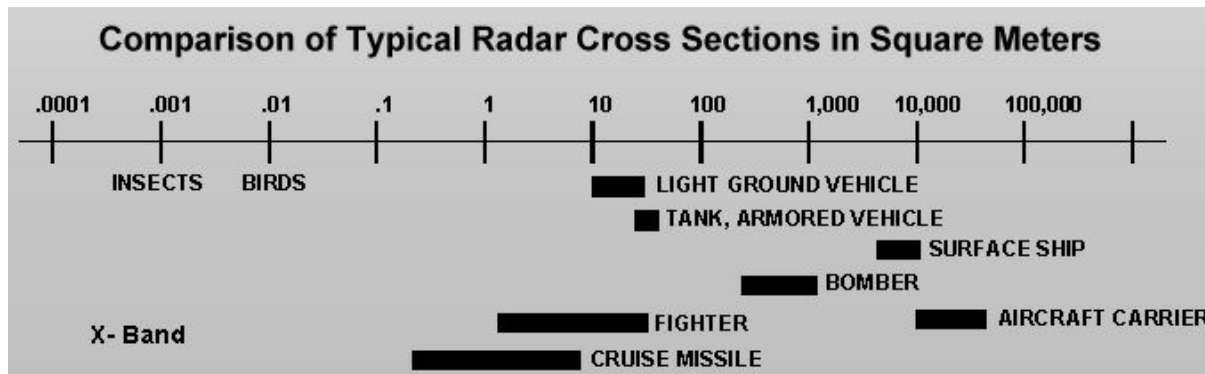 Comparison of Typical Radar Cross Sections in Square Meters
.0001 .001 .01 .1 1 10 100 1,000 10,000 100,000
INSECTS BIRDS LIGHT GROUND VEHICLE
TANK, ARMORED VEHICLE
SURFACE SHIP
BOMBER
FIGHTER AIRCRAFT CARRIER
X- Band
CRUISE MISSILE